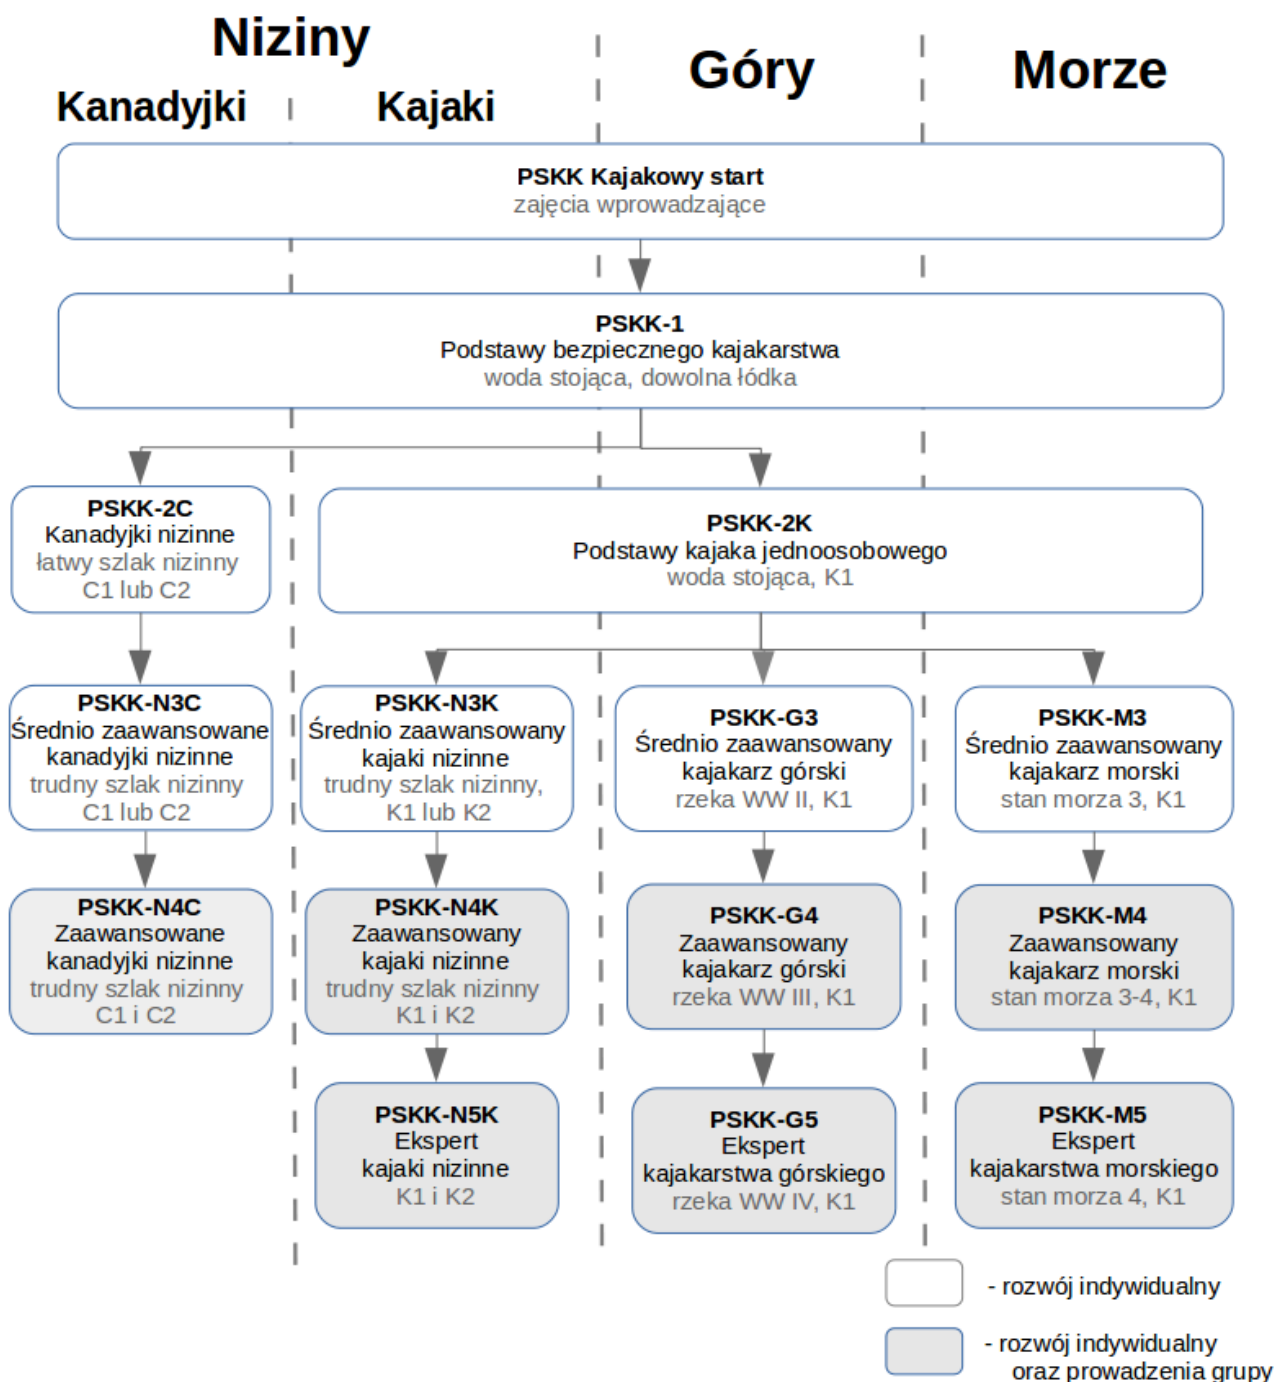 Niziny
Góry
Morze
Kanadyjki
Kajaki
PSKK Kajakowy start
zajęcia wprowadzające
PSKK-1
Podstawy bezpiecznego kajakarstwa
woda stojąca, dowolna łódka
PSKK-2C
Kanadyjki nizinne
łatwy szlak nizinny
C1 lub C2
PSKK-2K
Podstawy kajaka jednoosobowego
woda stojąca, K1
PSKK-N3C
Średnio zaawansowane
kanadyjki nizinne
trudny szlak nizinny
C1 lub C2
PSKK-N3K
Średnio zaawansowany
kajaki nizinne
trudny szlak nizinny,
K1 lub K2
PSKK-G3
Średnio zaawansowany
kajakarz górski
rzeka WW II, K1
PSKK-M3
Średnio zaawansowany
kajakarz morski
stan morza 3, K1
PSKK-N4C
Zaawansowane
kanadyjki nizinne
trudny szlak nizinny
C1 i C2
PSKK-N4K
Zaawansowany
kajaki nizinne
trudny szlak nizinny
K1 i K2
PSKK-G4
Zaawansowany
kajakarz górski
rzeka WW III, K1
PSKK-M4
Zaawansowany
kajakarz morski
stan morza 3-4, K1
PSKK-N5K
Ekspert
kajaki nizinne
K1 i K2
PSKK-G5
Ekspert
kajakarstwa górskiego
rzeka WW IV, K1
PSKK-M5
Ekspert
kajakarstwa morskiego
stan morza 4, K1
- rozwój indywidualny
- rozwój indywidualny
oraz prowadzenia grupy